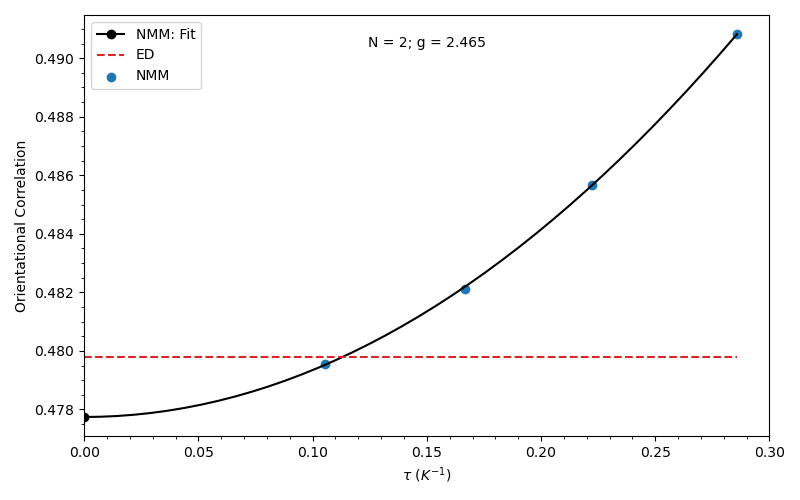 NMM: Fit
ED
NMM
N = 2; g = 2.465
Orientational Correlation
0.490
0.488
0.486
0.484
0.482
0.480
0.478
0.00 0.05 0.10 0.15 0.20 0.25 0.30
τ (K⁻¹)